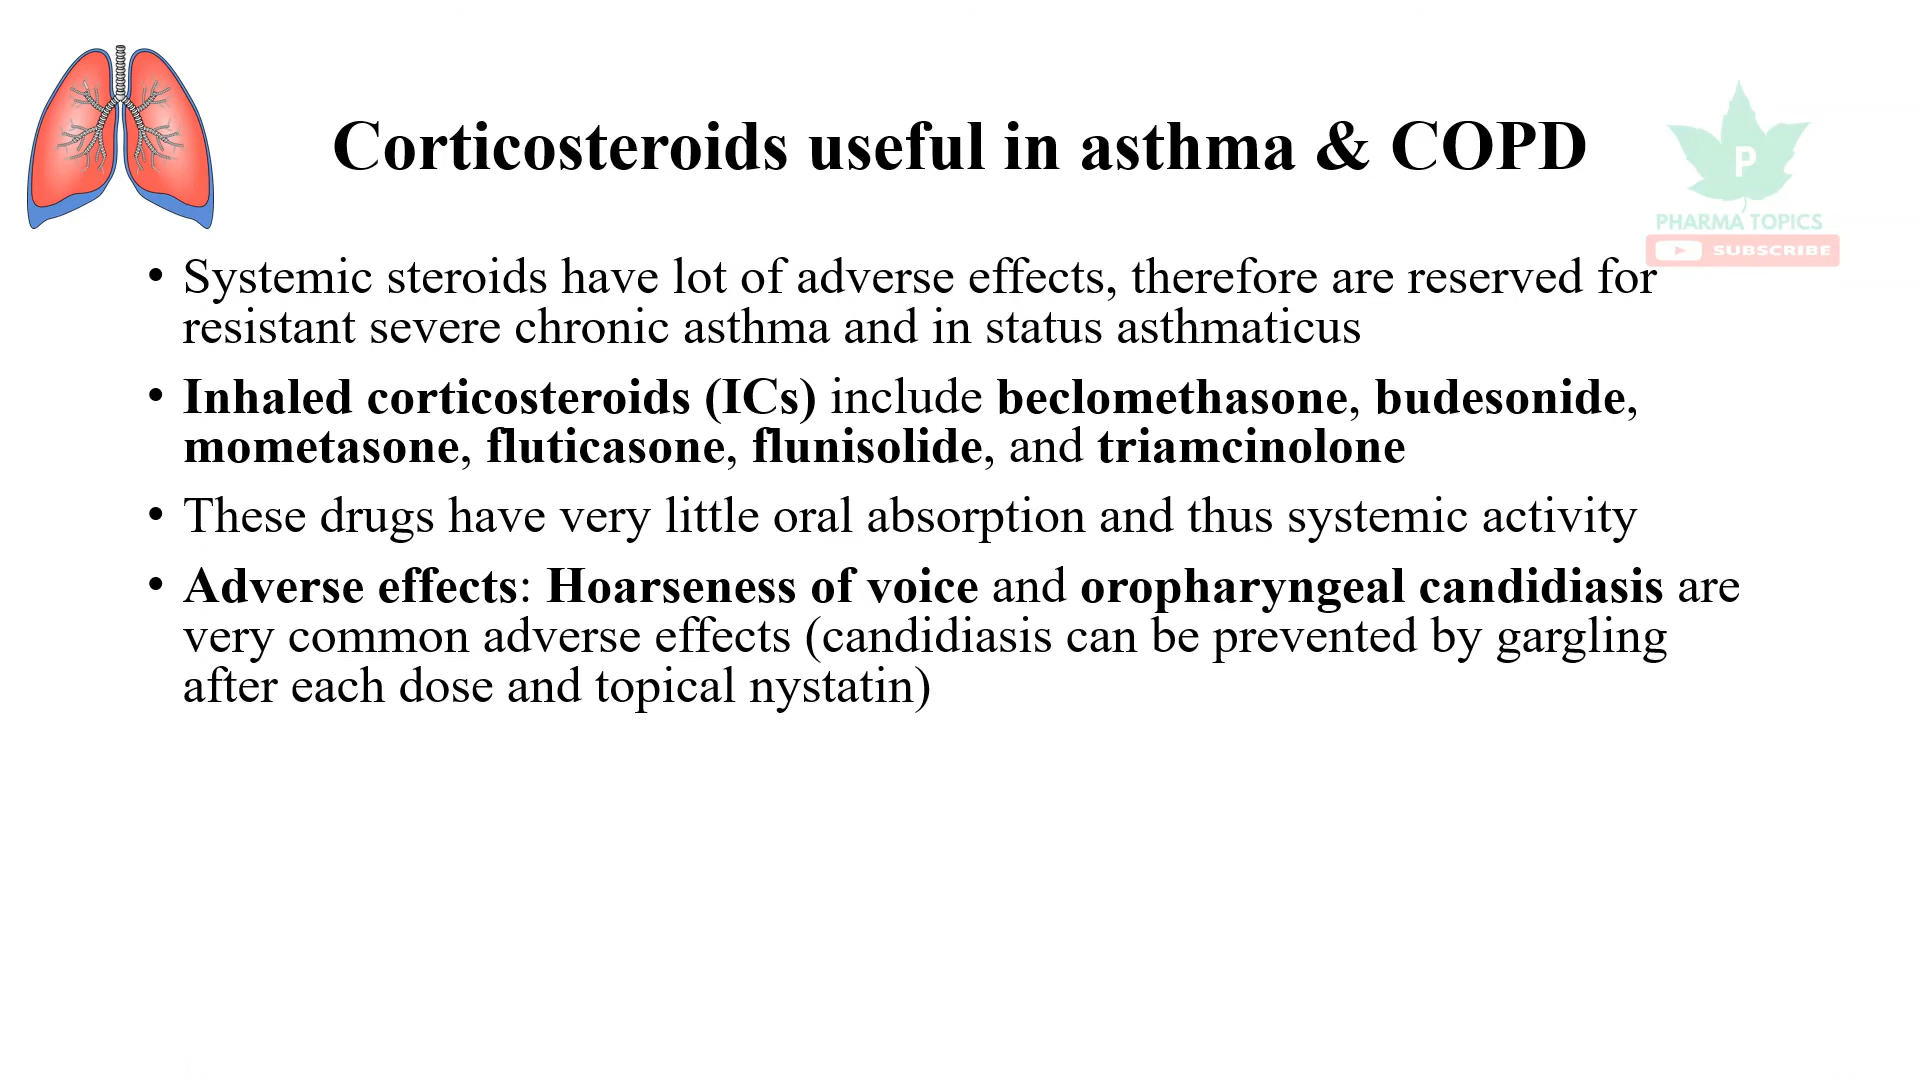 Corticosteroids useful in asthma & COPD
P
PHARMA TOPICS
SUBSCRIBE
• Systemic steroids have lot of adverse effects, therefore are reserved for
resistant severe chronic asthma and in status asthmaticus
• Inhaled corticosteroids (ICs) include beclomethasone, budesonide,
mometasone, fluticasone, flunisolide, and triamcinolone
• These drugs have very little oral absorption and thus systemic activity
• Adverse effects: Hoarseness of voice and oropharyngeal candidiasis are
very common adverse effects (candidiasis can be prevented by gargling
after each dose and topical nystatin)